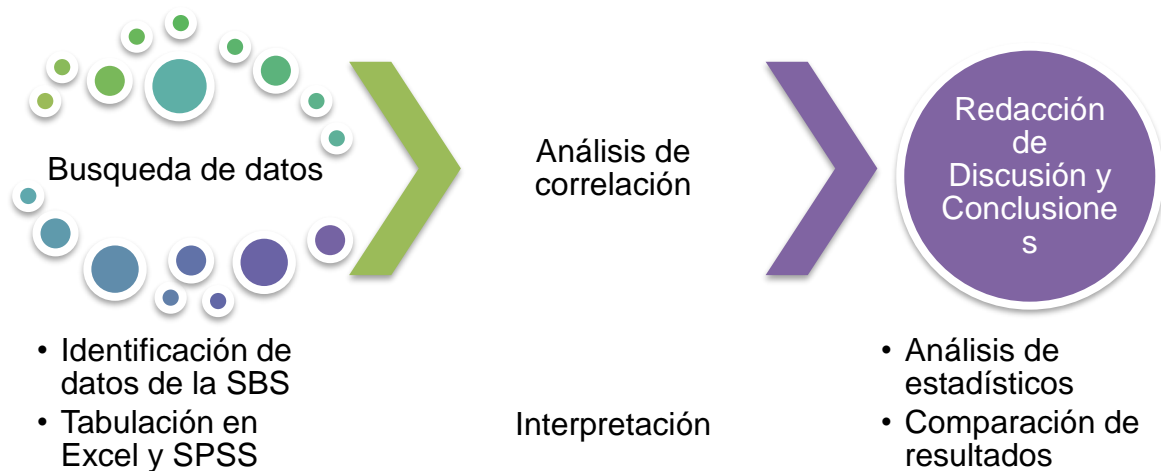 Busqueda de datos
• Identificación de
datos de la SBS
• Tabulación en
Excel y SPSS
Análisis de
correlación
Interpretación
Redacción
de
Discusión y
Conclusione
s
• Análisis de
estadísticos
• Comparación de
resultados